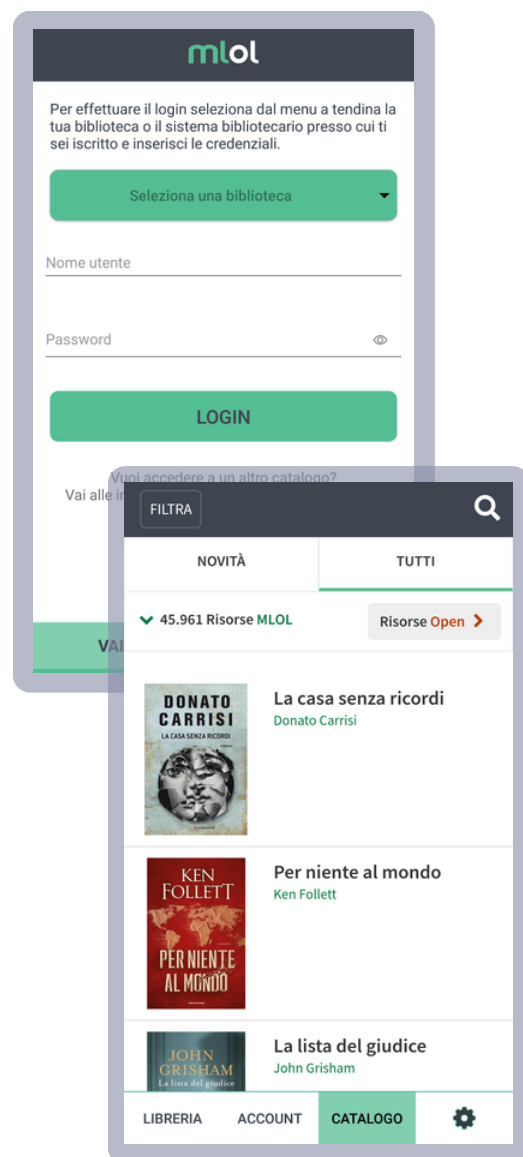 mlol
Per effettuare il login seleziona dal menu a tendina la
tua biblioteca o il sistema bibliotecario presso cui ti
sei iscritto e inserisci le credenziali.
Seleziona una biblioteca
Nome utente
Password
LOGIN
Vuoi accedere a un altro catalogo?
Vai alle
VAI
FILTRA
NOVITÀ
TUTTI
45.961 Risorse MLOL
Risorse Open
DONATO
CARRISI
LA CASA SENZA RICORDI
La casa senza ricordi
Donato Carrisi
KEN
FOLLETT
PER NIENTE
AL MONDO
Per niente al mondo
Ken Follett
JOHN
GRISHAM
La lista del giudice
La lista del giudice
John Grisham
LIBRERIA
ACCOUNT
CATALOGO